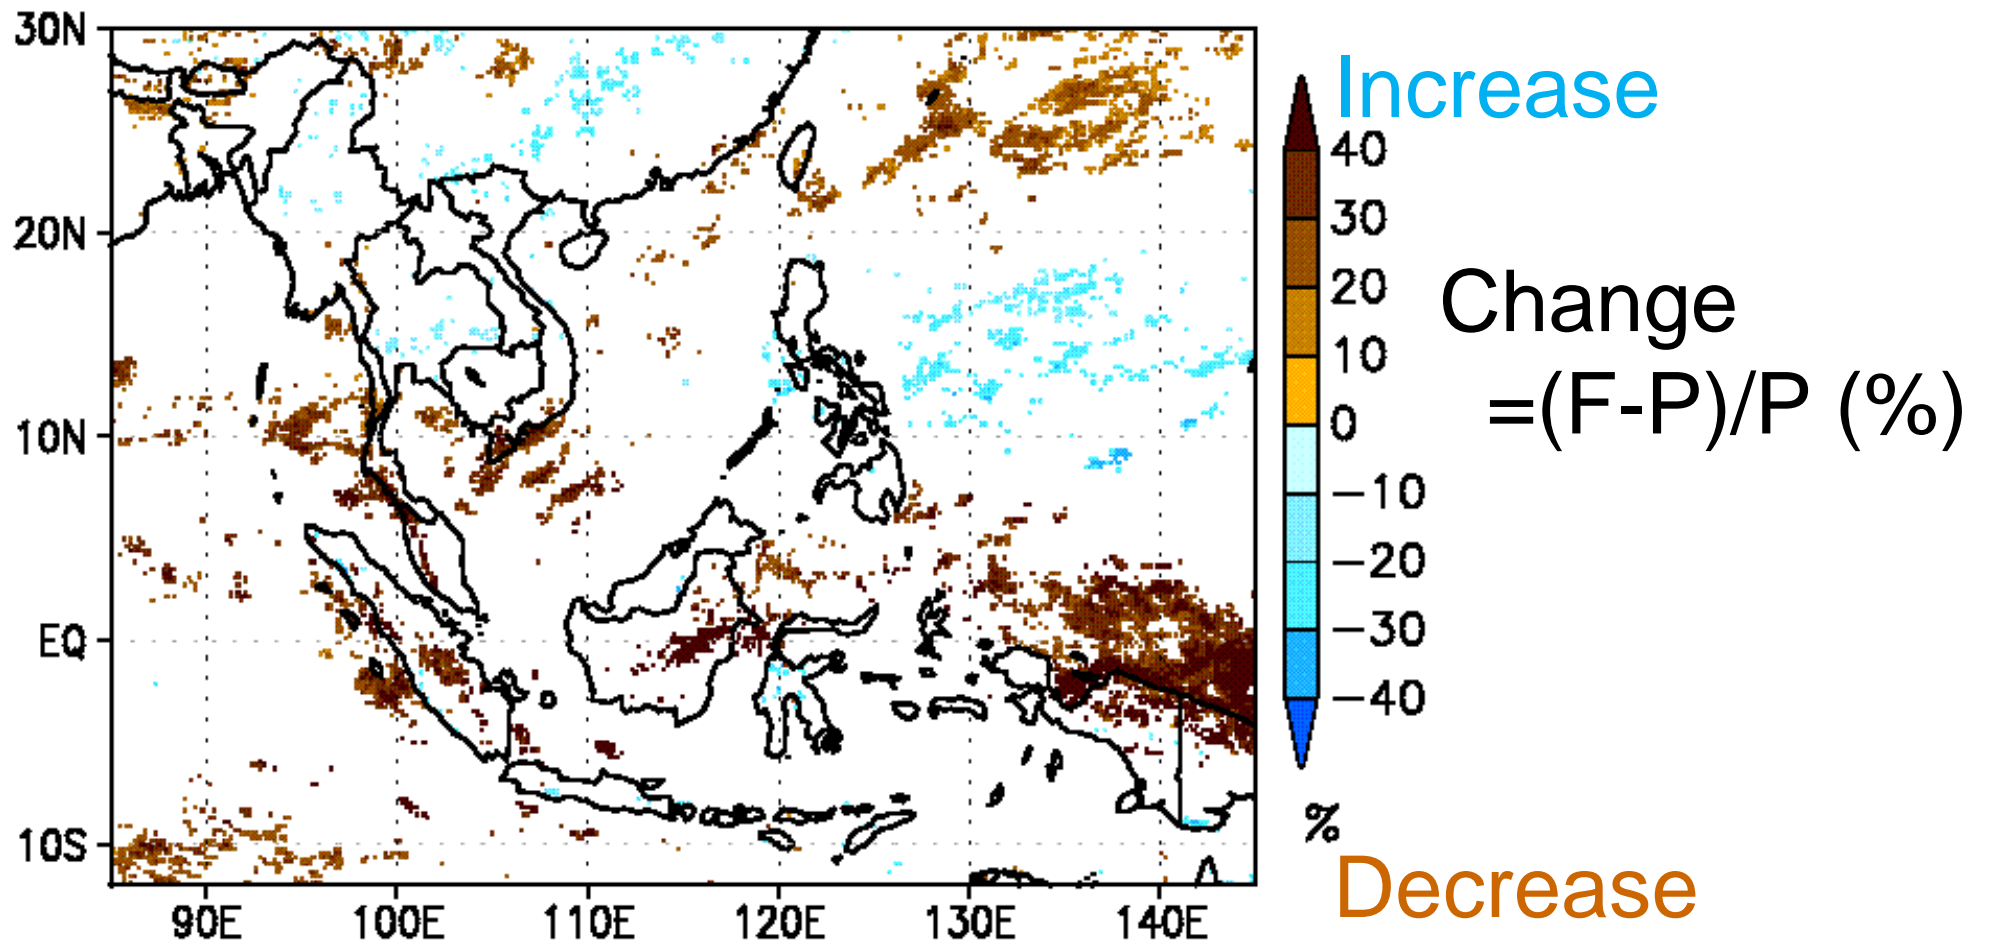 30N
20N
10N
EQ
10S
90E
100E
110E
120E
130E
140E
Increase
40
30
20
10
0
−10
−20
−30
−40
%
Change
=(F-P)/P (%)
Decrease